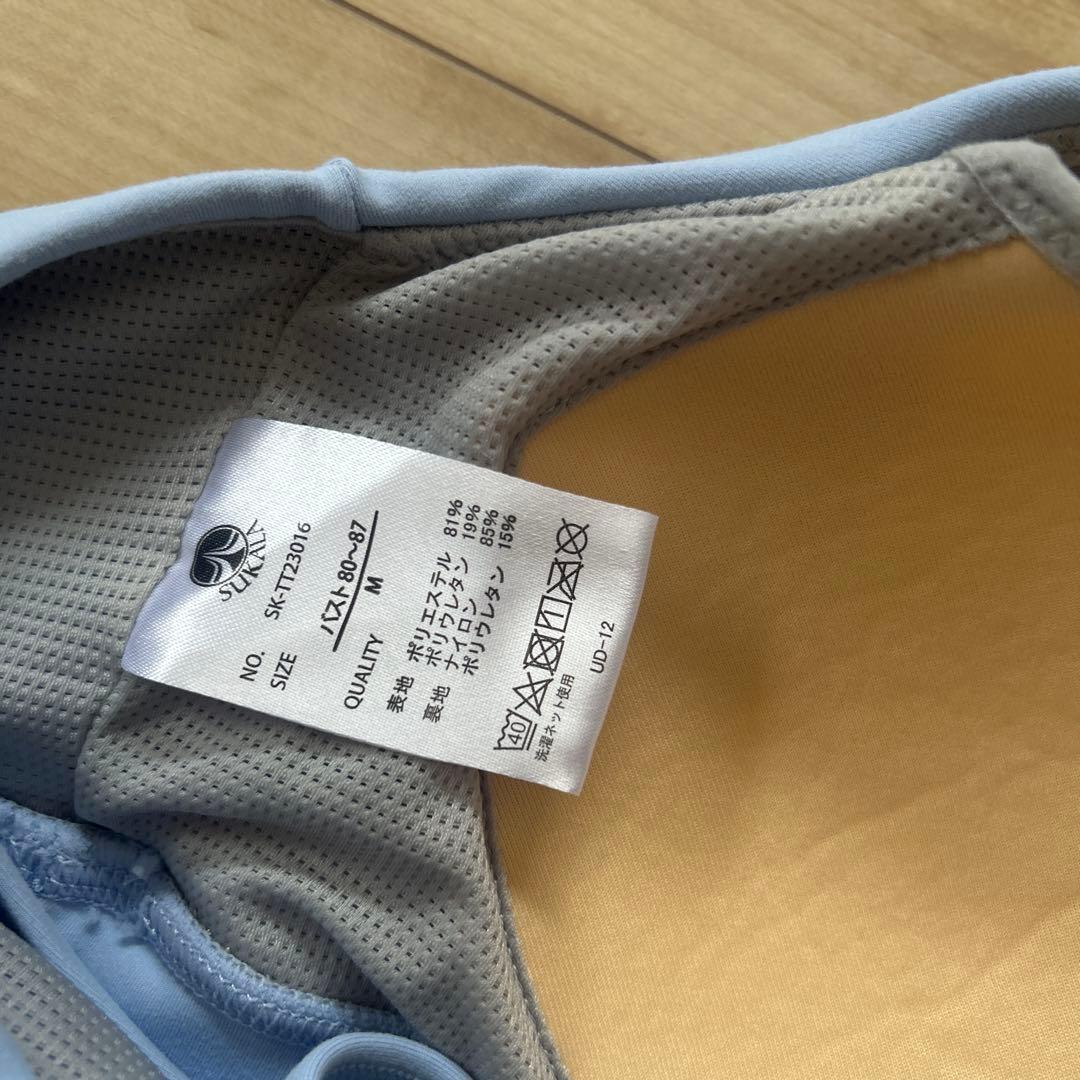 SUKALA
NO. SK-TT23016
SIZE バスト80〜87
M
QUALITY
表地 ポリエステル 81%
ポリウレタン 19%
裏地 ナイロン 85%
ポリウレタン 15%
40
洗濯ネット使用
UD-12